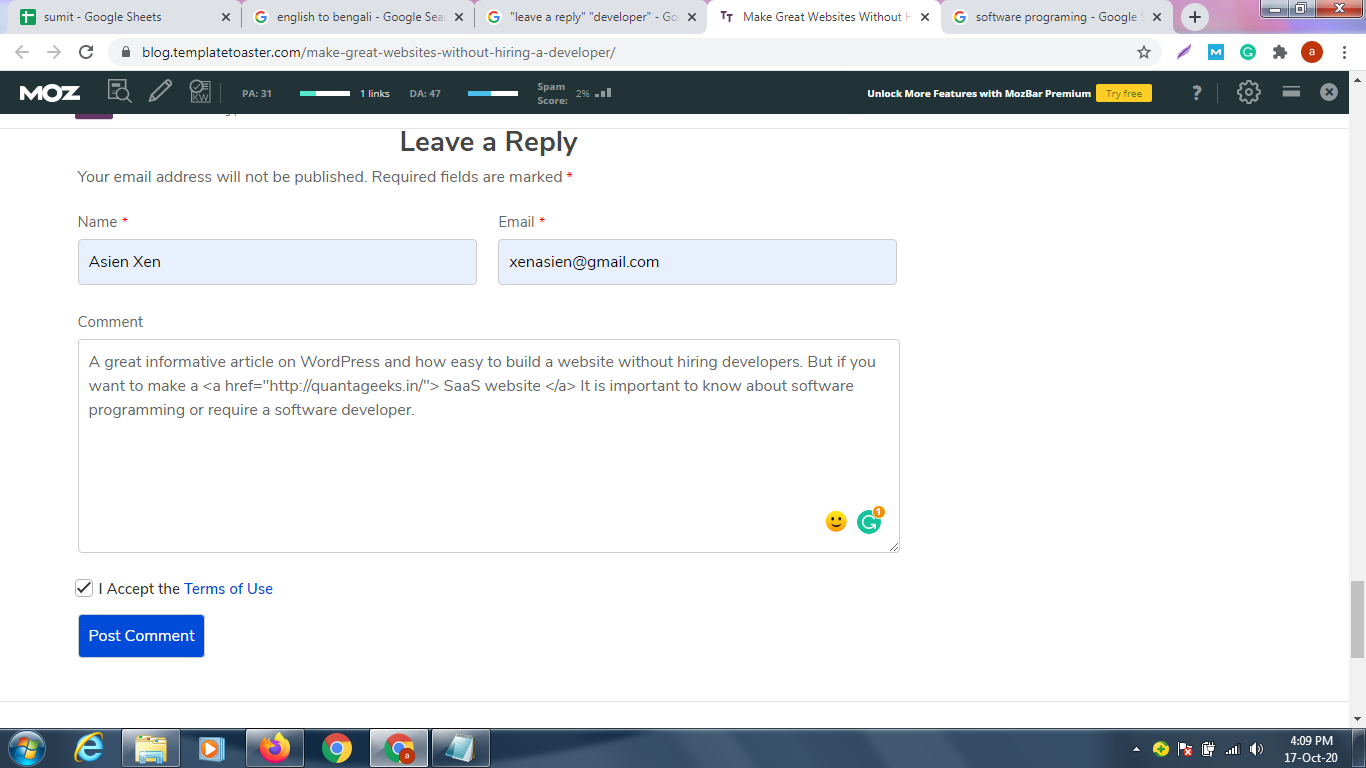 sumit - Google Sheets
english to bengali - Google Sea
"leave a reply" "developer" - Go
Make Great Websites Without H
software programing - Google S
blog.templatetoaster.com/make-great-websites-without-hiring-a-developer/
a
MOZ
KW
PA: 31
1 links
DA: 47
Spam Score: 2%
Unlock More Features with MozBar Premium
Try free
?
Leave a Reply
Your email address will not be published. Required fields are marked *
Name *
Email *
Asien Xen
xenasien@gmail.com
Comment
A great informative article on WordPress and how easy to build a website without hiring developers. But if you
want to make a <a href="http://quantageeks.in/"> SaaS website </a> It is important to know about software
programming or require a software developer.
1
I Accept the Terms of Use
Post Comment
4:09 PM
17-Oct-20